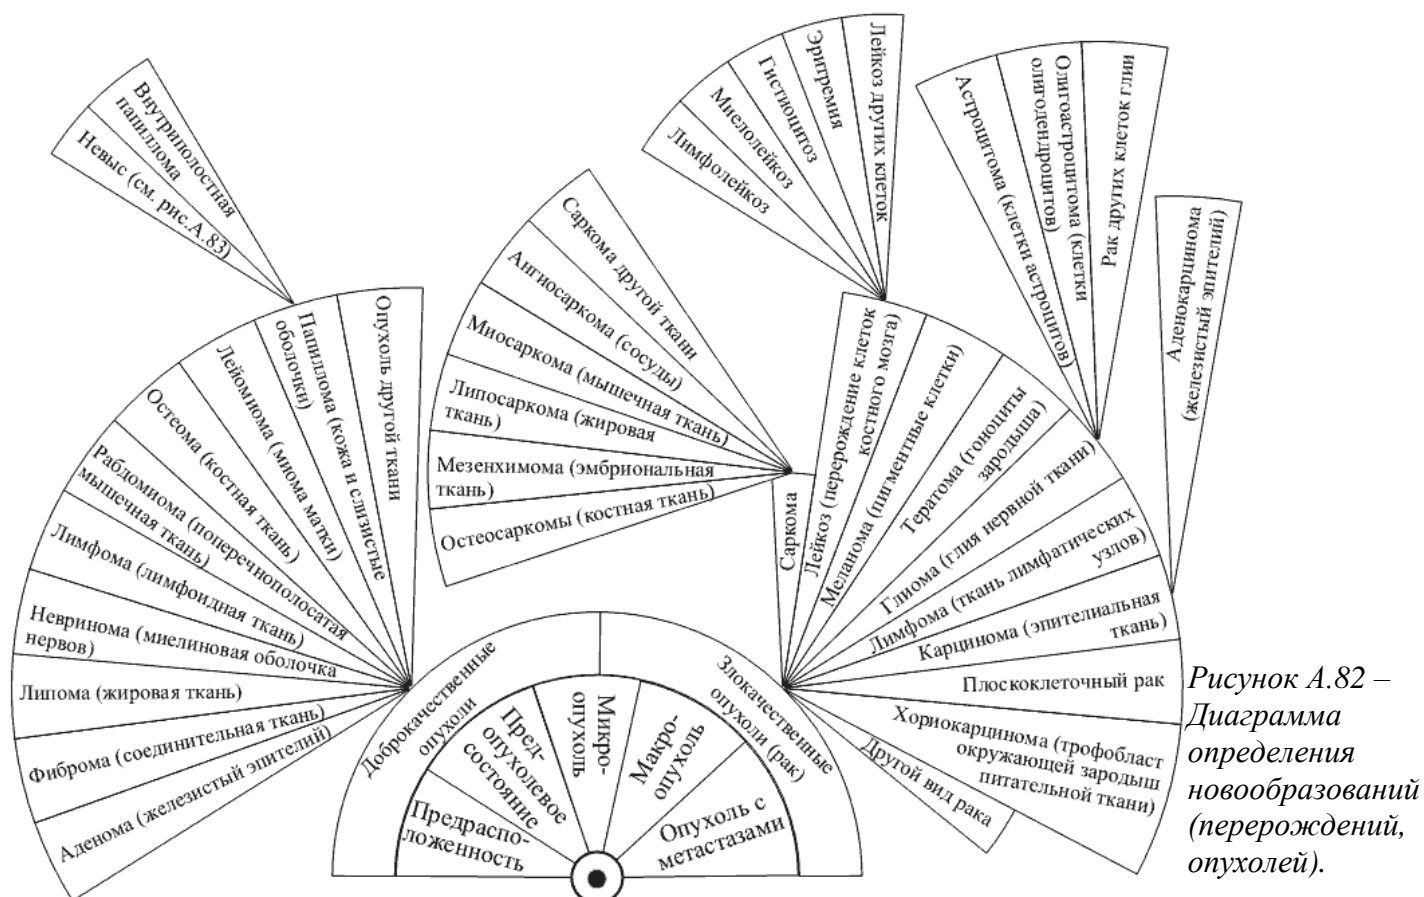 Внутриполостная
папиллома
Невыс (см. рис.А.83)
Опухоль другой ткани
Папиллома (кожа и слизистые
оболочки)
Лейомиома (миома матки)
Остеома (костная ткань)
Рабдомиома (поперечнополосатая
мышечная ткань)
Лимфома (лимфоидная ткань)
Невринома (миелиновая оболочка
нервов)
Липома (жировая ткань)
Фиброма (соединительная ткань)
Аденома (железистый эпителий)
Саркома другой ткани
Ангиосаркома (сосуды)
Миосаркома (мышечная ткань)
Липосаркома (жировая
ткань)
Мезенхимома (эмбриональная
ткань)
Остеосаркомы (костная ткань)
Лимфолейкоз
Миелолейкоз
Гистиоцитоз
Эритремия
Лейкоз других клеток
Астроцитома (клетки астроцитов)
Олигоастроцитома (клетки
олигодендроцитов)
Рак других клеток глии
Аденокарцинома
(железистый эпителий)
Саркома
Лейкоз (перерождение клеток
костного мозга)
Меланома (пигментные клетки)
Тератома (гоноциты
зародыша)
Глиома (глия нервной ткани)
Лимфома (ткань лимфатических
узлов)
Карцинома (эпителиальная
ткань)
Плоскоклеточный рак
Хориокарцинома (трофобласт
окружающей зародыш
питательной ткани)
Другой вид рака
Доброкачественные
опухоли
Злокачественные
опухоли (рак)
Предраспо-
ложенность
Пред-
опухолевое
состояние
Микро-
опухоль
Макро-
опухоль
Опухоль с
метастазами
Рисунок А.82 –
Диаграмма
определения
новообразований
(перерождений,
опухолей).